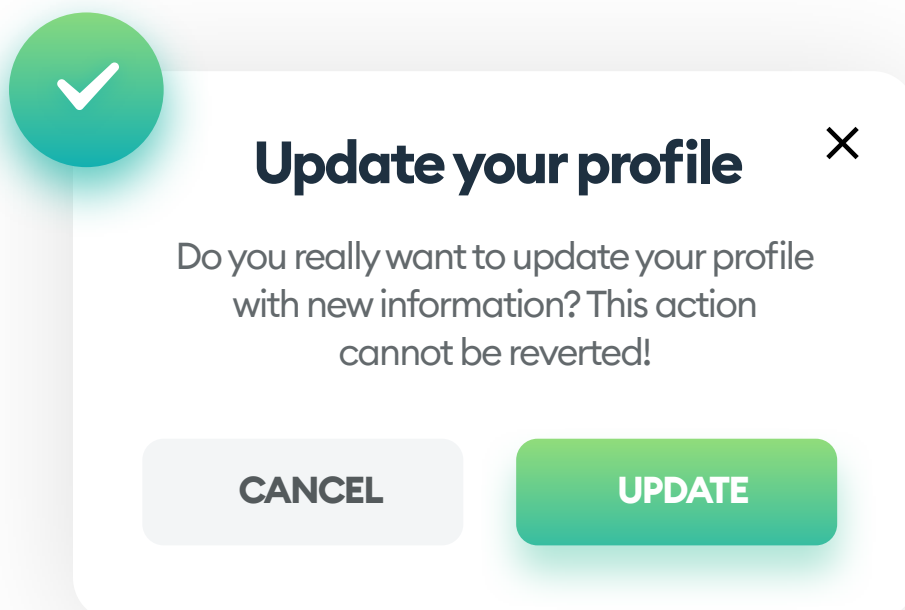 Update your profile
Do you really want to update your profile
with new information? This action
cannot be reverted!
CANCEL
UPDATE